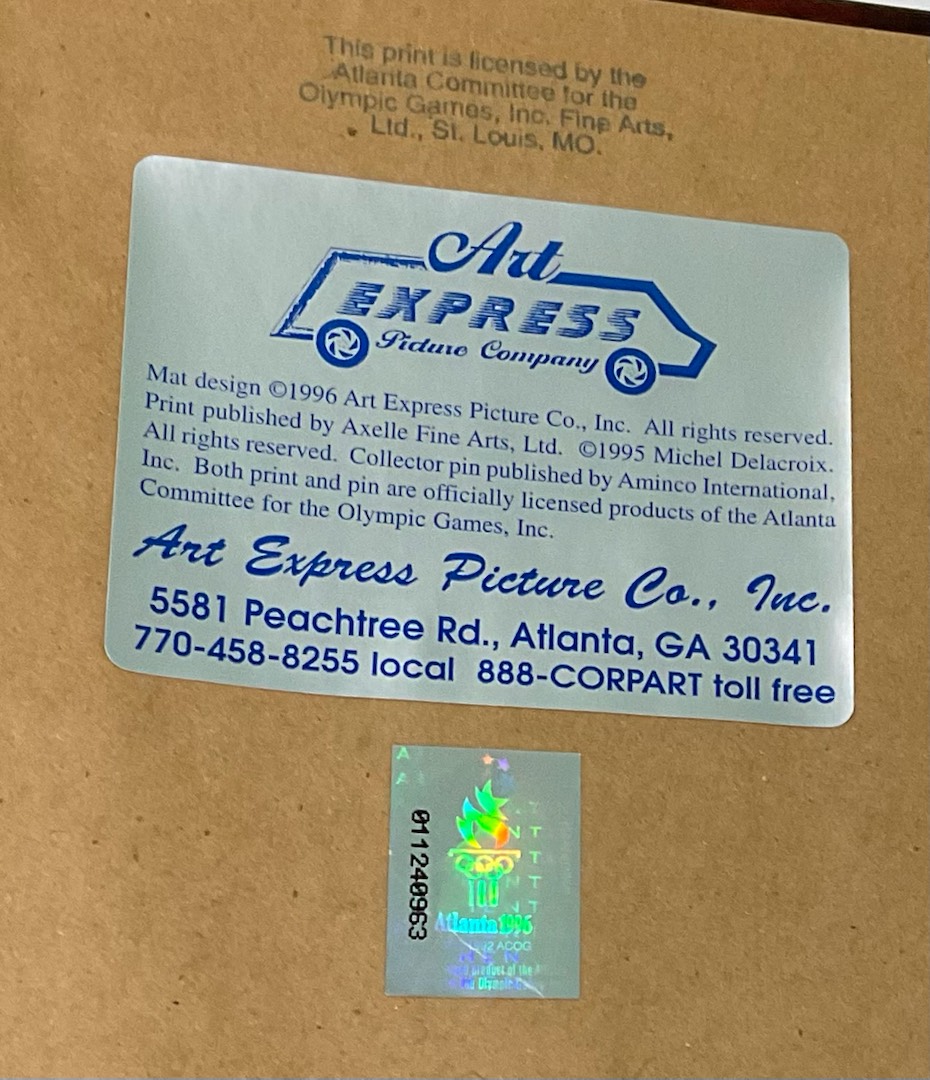 This print is licensed by the
Atlanta Committee for the
Olympic Games, Inc. Fine Arts,
Ltd., St. Louis, MO.
Art
EXPRESS
Picture Company
Mat design ©1996 Art Express Picture Co., Inc. All rights reserved.
Print published by Axelle Fine Arts, Ltd. ©1995 Michel Delacroix.
All rights reserved. Collector pin published by Aminco International,
Inc. Both print and pin are officially licensed products of the Atlanta
Committee for the Olympic Games, Inc.
Art Express Picture Co., Inc.
5581 Peachtree Rd., Atlanta, GA 30341
770-458-8255 local 888-CORPART toll free
011240963
Atlanta 1996
ACOG
product of the